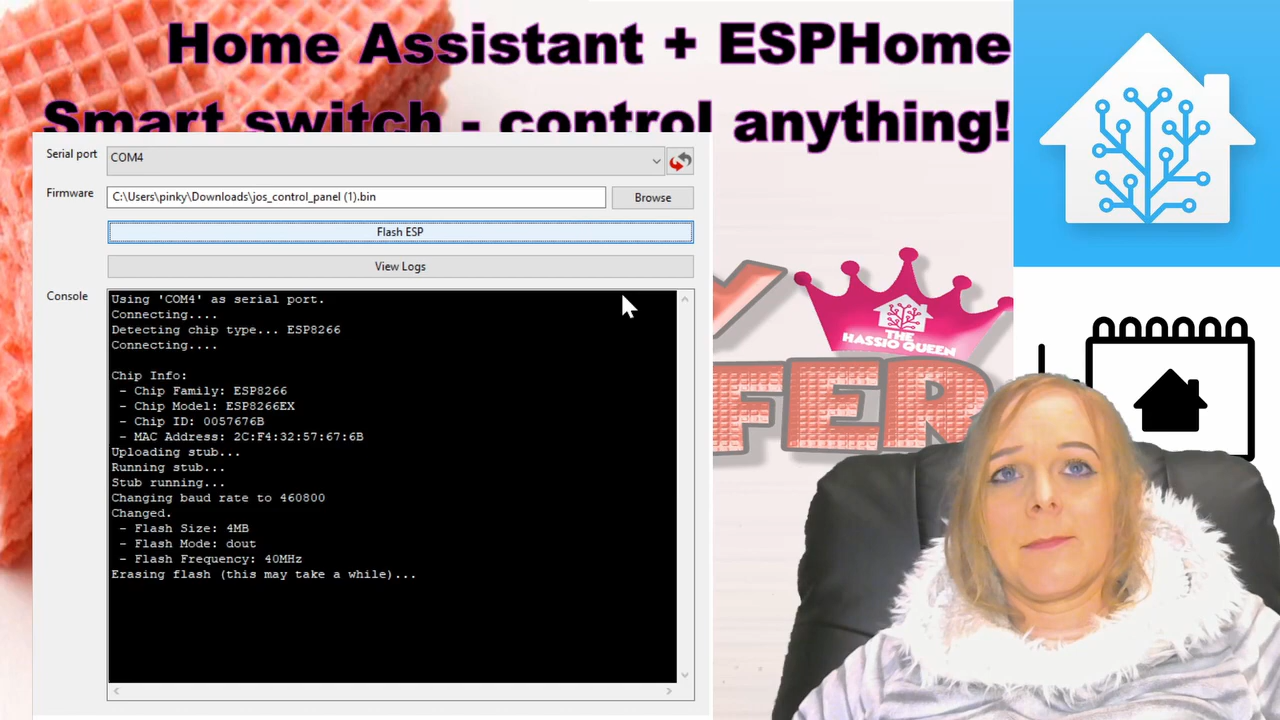 Home Assistant + ESPHome
Smart switch - control anything!
Serial port
COM4
Firmware
C:\Users\pinky\Downloads\jos_control_panel (1).bin
Browse
Flash ESP
View Logs
Console
Using 'COM4' as serial port.
Connecting....
Detecting chip type... ESP8266
Connecting....
Chip Info:
- Chip Family: ESP8266
- Chip Model: ESP8266EX
- Chip ID: 0057676B
- MAC Address: 2C:F4:32:57:67:6B
Uploading stub...
Running stub...
Stub running...
Changing baud rate to 460800
Changed.
- Flash Size: 4MB
- Flash Mode: dout
- Flash Frequency: 40MHz
Erasing flash (this may take a while)...
Y
THE
HASSIO QUEEN
FER